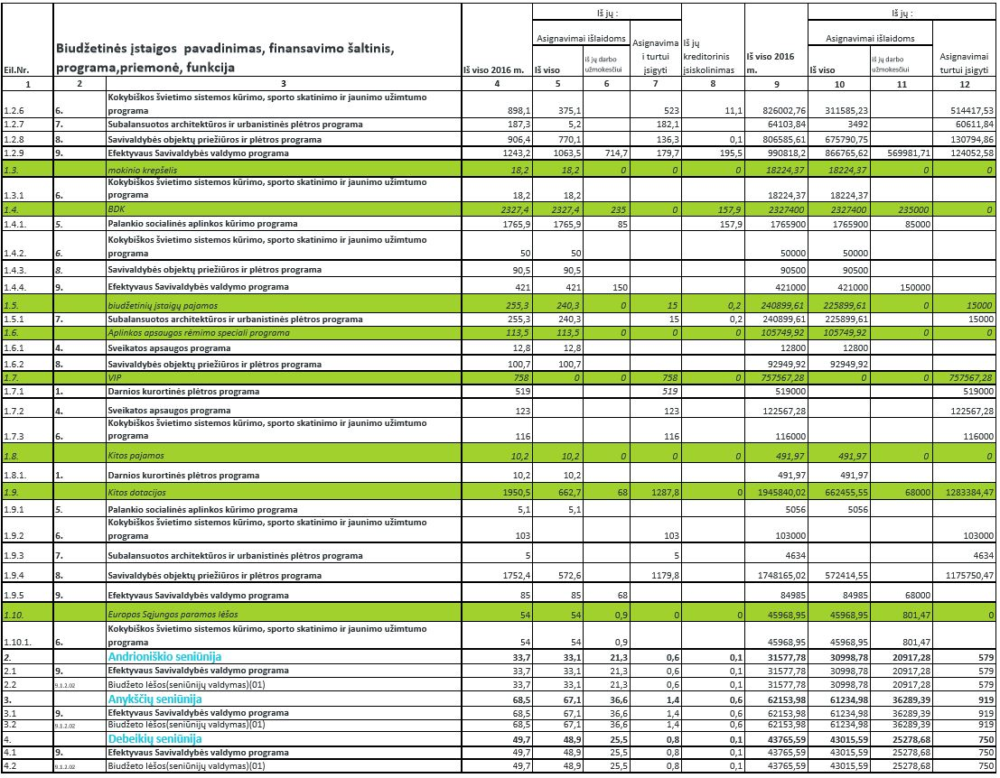 Iš jų :
Iš jų :
Biudžetinės įstaigos pavadinimas, finansavimo šaltinis, programa,priemonė, funkcija
Asignavimai išlaidoms
Asignavima i turtui įsigyti
Iš jų kreditorinis įsiskolinimas
Asignavimai išlaidoms
Asignavimai turtui įsigyti
Eil.Nr.
Iš viso 2016 m.
Iš viso
iš jų darbo užmokesčiui
Iš viso 2016 m.
Iš viso
iš jų darbo užmokesčiui
1 2 3 4 5 6 7 8 9 10 11 12
1.2.6 6. Kokybiškos švietimo sistemos kūrimo, sporto skatinimo ir jaunimo užimtumo
programa 898,1 375,1 523 11,1 826002,76 311585,23 514417,53
1.2.7 7. Subalansuotos architektūros ir urbanistinės plėtros programa 187,3 5,2 182,1 64103,84 3492 60611,84
1.2.8 8. Savivaldybės objektų priežiūros ir plėtros programa 906,4 770,1 136,3 0,1 806585,61 675790,75 130794,86
1.2.9 9. Efektyvaus Savivaldybės valdymo programa 1243,2 1063,5 714,7 179,7 195,5 990818,2 866765,62 569981,71 124052,58
1.3. mokinio krepšelis 18,2 18,2 0 0 0 18224,37 18224,37 0 0
1.3.1 6. Kokybiškos švietimo sistemos kūrimo, sporto skatinimo ir jaunimo užimtumo
programa 18,2 18,2 18224,37 18224,37
1.4. BDK 2327,4 2327,4 235 0 157,9 2327400 2327400 235000 0
1.4.1. 5. Palankio socialinės aplinkos kūrimo programa 1765,9 1765,9 85 157,9 1765900 1765900 85000
1.4.2. 6. Kokybiškos švietimo sistemos kūrimo, sporto skatinimo ir jaunimo užimtumo
programa 50 50 50000 50000
1.4.3. 8. Savivaldybės objektų priežiūros ir plėtros programa 90,5 90,5 90500 90500
1.4.4. 9. Efektyvaus Savivaldybės valdymo programa 421 421 150 421000 421000 150000
1.5. biudžetinių įstaigų pajamos 255,3 240,3 0 15 0,2 240899,61 225899,61 0 15000
1.5.1 7. Subalansuotos architektūros ir urbanistinės plėtros programa 255,3 240,3 15 0,2 240899,61 225899,61 15000
1.6. Aplinkos apsaugos rėmimo speciali programa 113,5 113,5 0 0 0 105749,92 105749,92 0 0
1.6.1 4. Sveikatos apsaugos programa 12,8 12,8 12800 12800
1.6.2 8. Savivaldybės objektų priežiūros ir plėtros programa 100,7 100,7 92949,92 92949,92
1.7. VIP 758 0 0 758 0 757567,28 0 0 757567,28
1.7.1 1. Darnios kurortinės plėtros programa 519 519 519000 519000
1.7.2 4. Sveikatos apsaugos programa 123 123 122567,28 122567,28
1.7.3 6. Kokybiškos švietimo sistemos kūrimo, sporto skatinimo ir jaunimo užimtumo
programa 116 116 116000 116000
1.8. Kitos pajamos 10,2 10,2 0 0 0 491,97 491,97 0 0
1.8.1. 1. Darnios kurortinės plėtros programa 10,2 10,2 491,97 491,97
1.9. Kitos dotacijos 1950,5 662,7 68 1287,8 0 1945840,02 662455,55 68000 1283384,47
1.9.1 5. Palankio socialinės aplinkos kūrimo programa 5,1 5,1 5056 5056
1.9.2 6. Kokybiškos švietimo sistemos kūrimo, sporto skatinimo ir jaunimo užimtumo
programa 103 103 103000 103000
1.9.3 7. Subalansuotos architektūros ir urbanistinės plėtros programa 5 5 4634 4634
1.9.4 8. Savivaldybės objektų priežiūros ir plėtros programa 1752,4 572,6 1179,8 1748165,02 572414,55 1175750,47
1.9.5 9. Efektyvaus Savivaldybės valdymo programa 85 85 68 84985 84985 68000
1.10. Europos Sąjungos paramos lėšos 54 54 0,9 0 0 45968,95 45968,95 801,47 0
1.10.1. 6. Kokybiškos švietimo sistemos kūrimo, sporto skatinimo ir jaunimo užimtumo
programa 54 54 0,9 45968,95 45968,95 801,47
2. Andrioniškio seniūnija 33,7 33,1 21,3 0,6 0,1 31577,78 30998,78 20917,28 579
2.1 9. Efektyvaus Savivaldybės valdymo programa 33,7 33,1 21,3 0,6 0,1 31577,78 30998,78 20917,28 579
2.2 9.1.2.02 Biudžeto lėšos(seniūnijų valdymas)(01) 33,7 33,1 21,3 0,6 0,1 31577,78 30998,78 20917,28 579
3. Anykščių seniūnija 68,5 67,1 36,6 1,4 0,6 62153,98 61234,98 36289,39 919
3.1 9. Efektyvaus Savivaldybės valdymo programa 68,5 67,1 36,6 1,4 0,6 62153,98 61234,98 36289,39 919
3.2 9.1.2.02 Biudžeto lėšos(seniūnijų valdymas)(01) 68,5 67,1 36,6 1,4 0,6 62153,98 61234,98 36289,39 919
4. Debeikių seniūnija 49,7 48,9 25,5 0,8 0,1 43765,59 43015,59 25278,68 750
4.1 9. Efektyvaus Savivaldybės valdymo programa 49,7 48,9 25,5 0,8 0,1 43765,59 43015,59 25278,68 750
4.2 9.1.2.02 Biudžeto lėšos(seniūnijų valdymas)(01) 49,7 48,9 25,5 0,8 0,1 43765,59 43015,59 25278,68 750